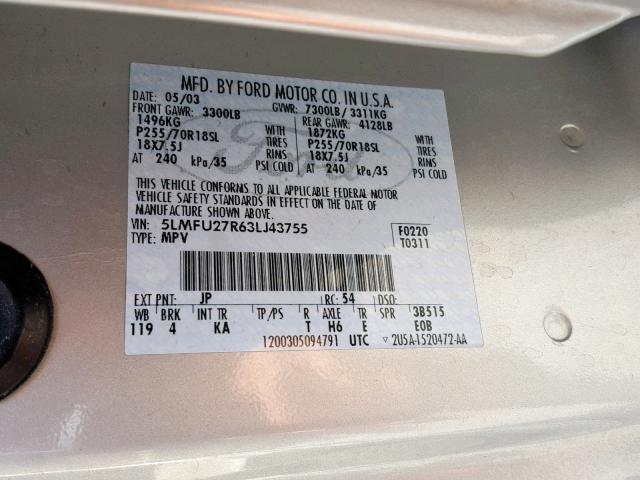 MFD. BY FORD MOTOR CO. IN U.S.A.
DATE: 05/03 GVWR: 7300LB / 3311KG
FRONT GAWR: 3300LB REAR GAWR: 4128LB
1496KG WITH 1872KG WITH
P255/70R18SL TIRES P255/70R18SL TIRES
18X7.5J RINS 18X7.5J RINS
AT 240 kPa/35 PSI COLD AT 240 kPa/35 PSI COLD
THIS VEHICLE CONFORMS TO ALL APPLICABLE FEDERAL MOTOR
VEHICLE SAFETY STANDARDS IN EFFECT ON THE DATE OF
MANUFACTURE SHOWN ABOVE.
VIN: 5LMFU27R63LJ43755 F0220
TYPE: MPV T0311
EXT PNT: JP RC: 54 DSO:
WB BRK INT TR TP/PS R AXLE TR SPR 3B515
119 4 KA T H6 E EOB
1200305094791 UTC ▽ 2U5A-1520472-AA
Ford